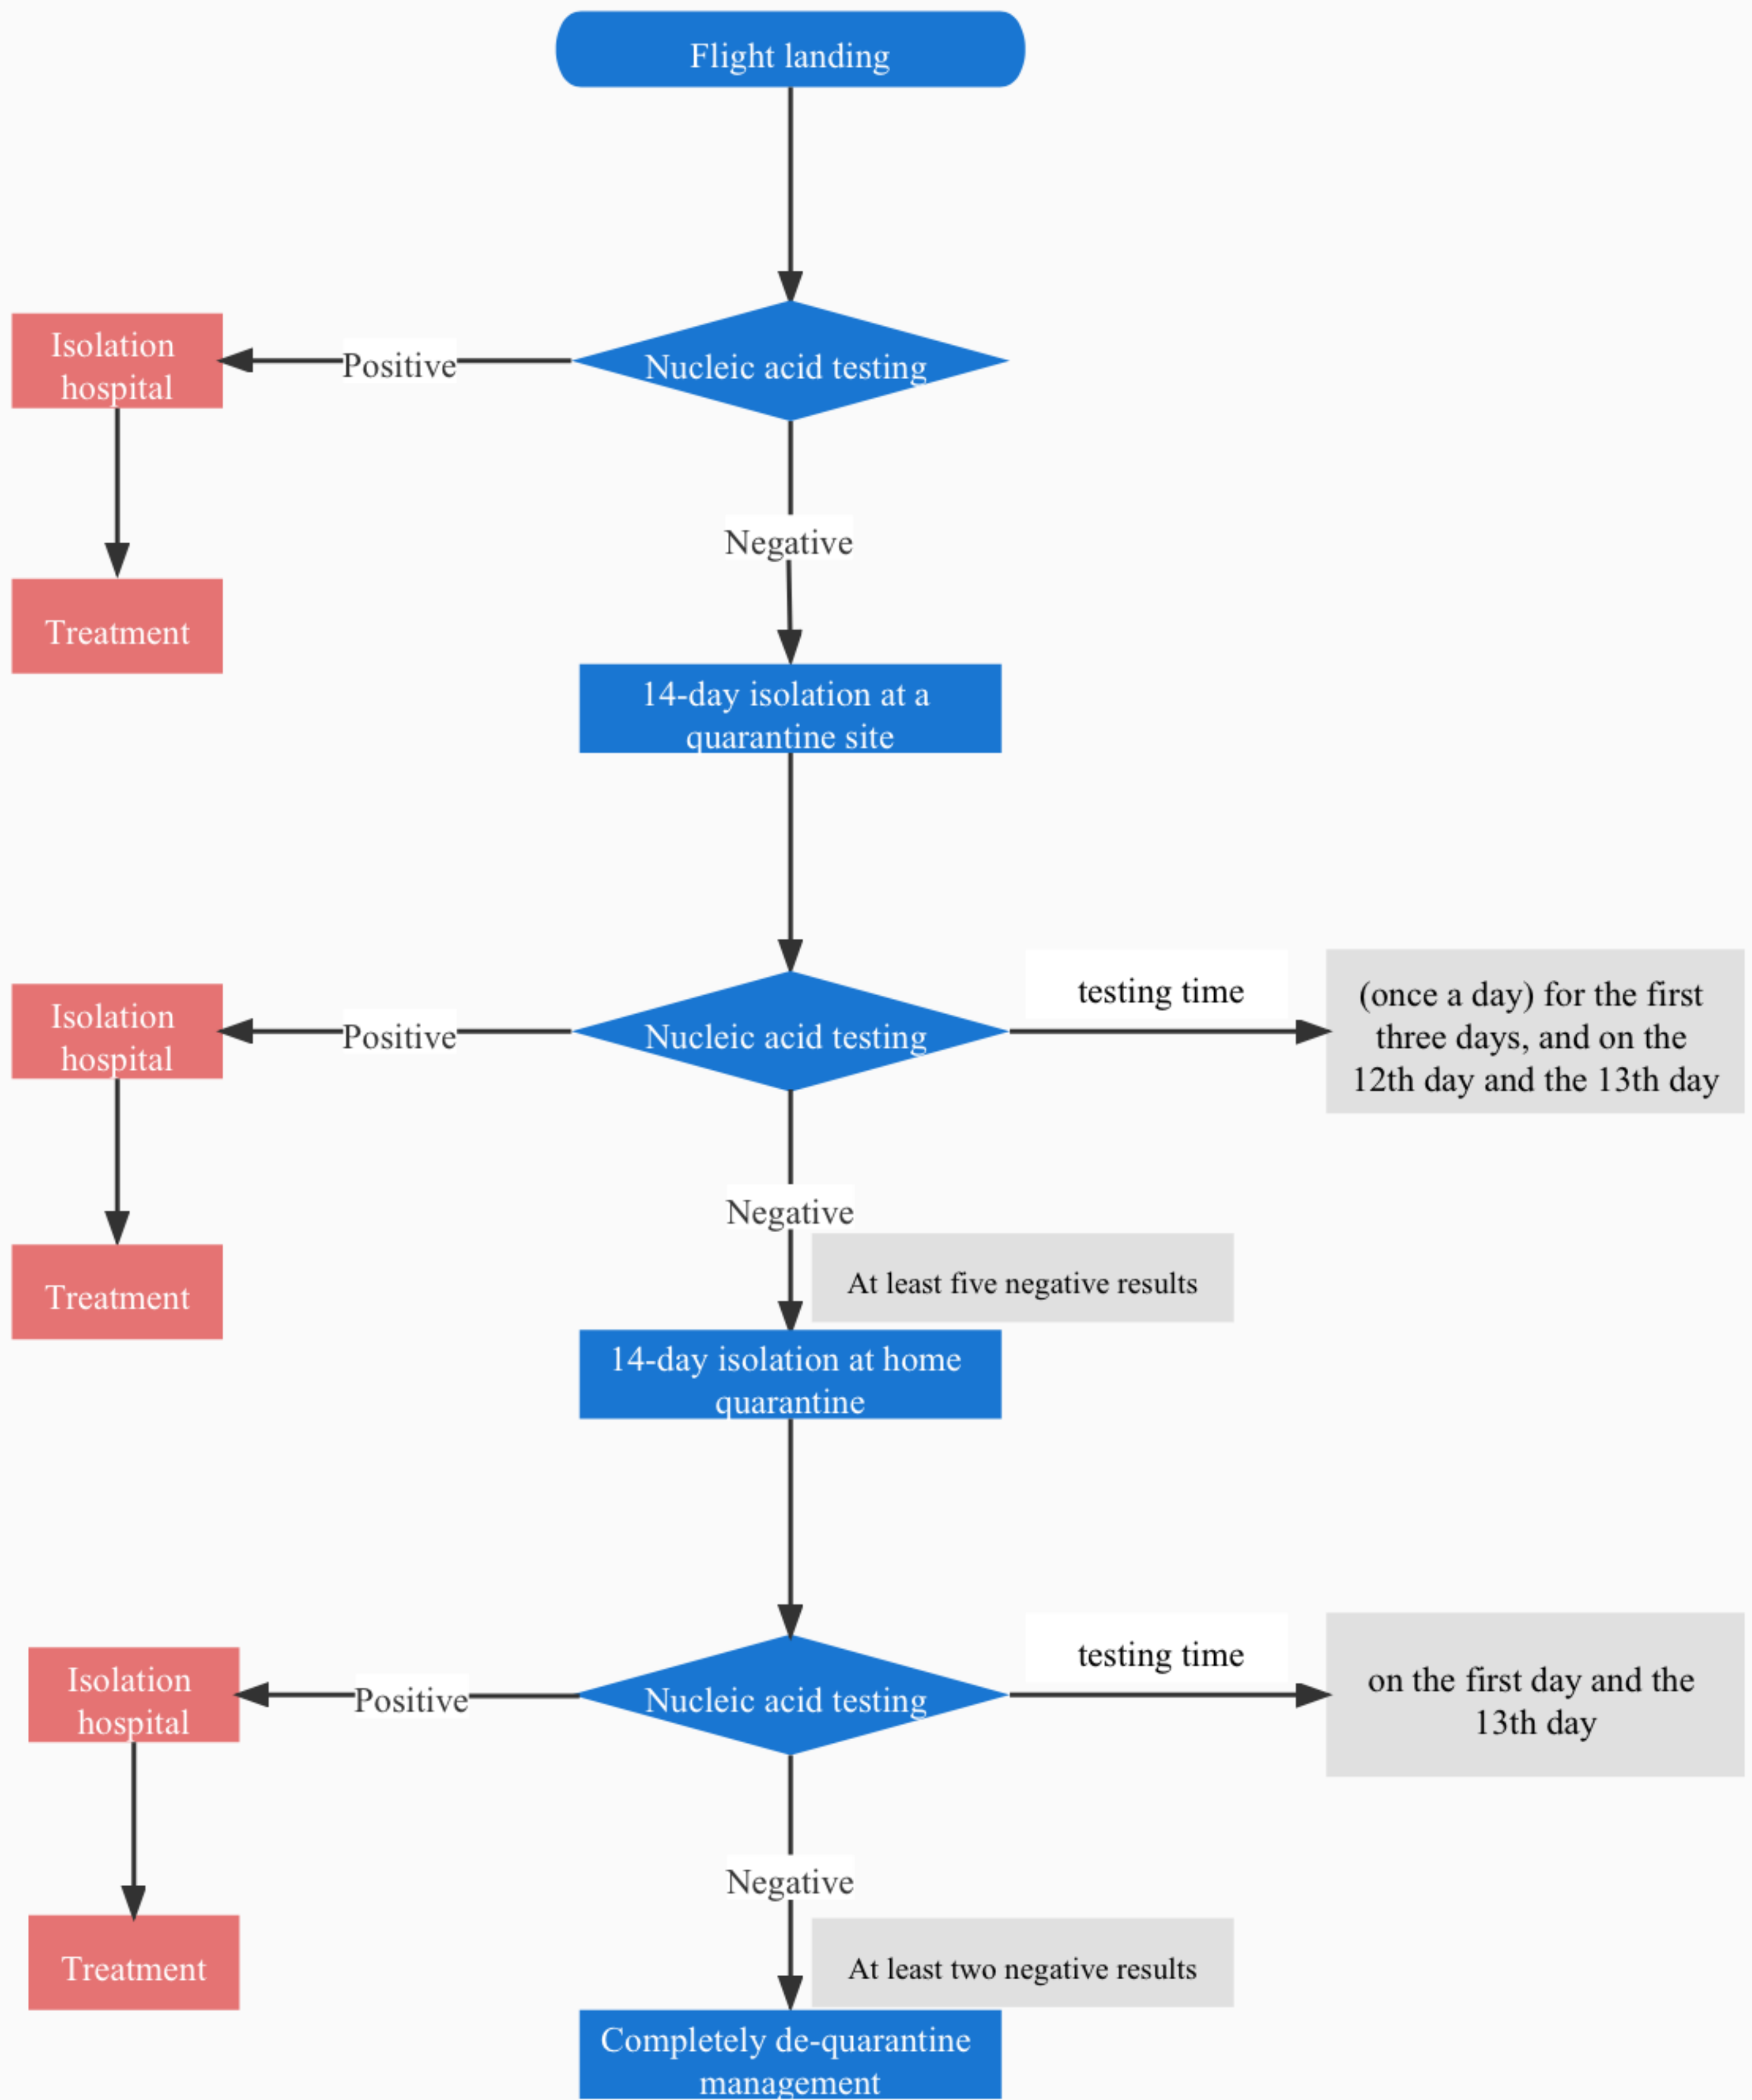 Flight landing
Isolation
hospital
Positive
Nucleic acid testing
Negative
Treatment
14-day isolation at a
quarantine site
Isolation
hospital
Positive
Nucleic acid testing
testing time
(once a day) for the first
three days, and on the
12th day and the 13th day
Negative
At least five negative results
Treatment
14-day isolation at home
quarantine
Isolation
hospital
Positive
Nucleic acid testing
testing time
on the first day and the
13th day
Negative
At least two negative results
Treatment
Completely de-quarantine
management